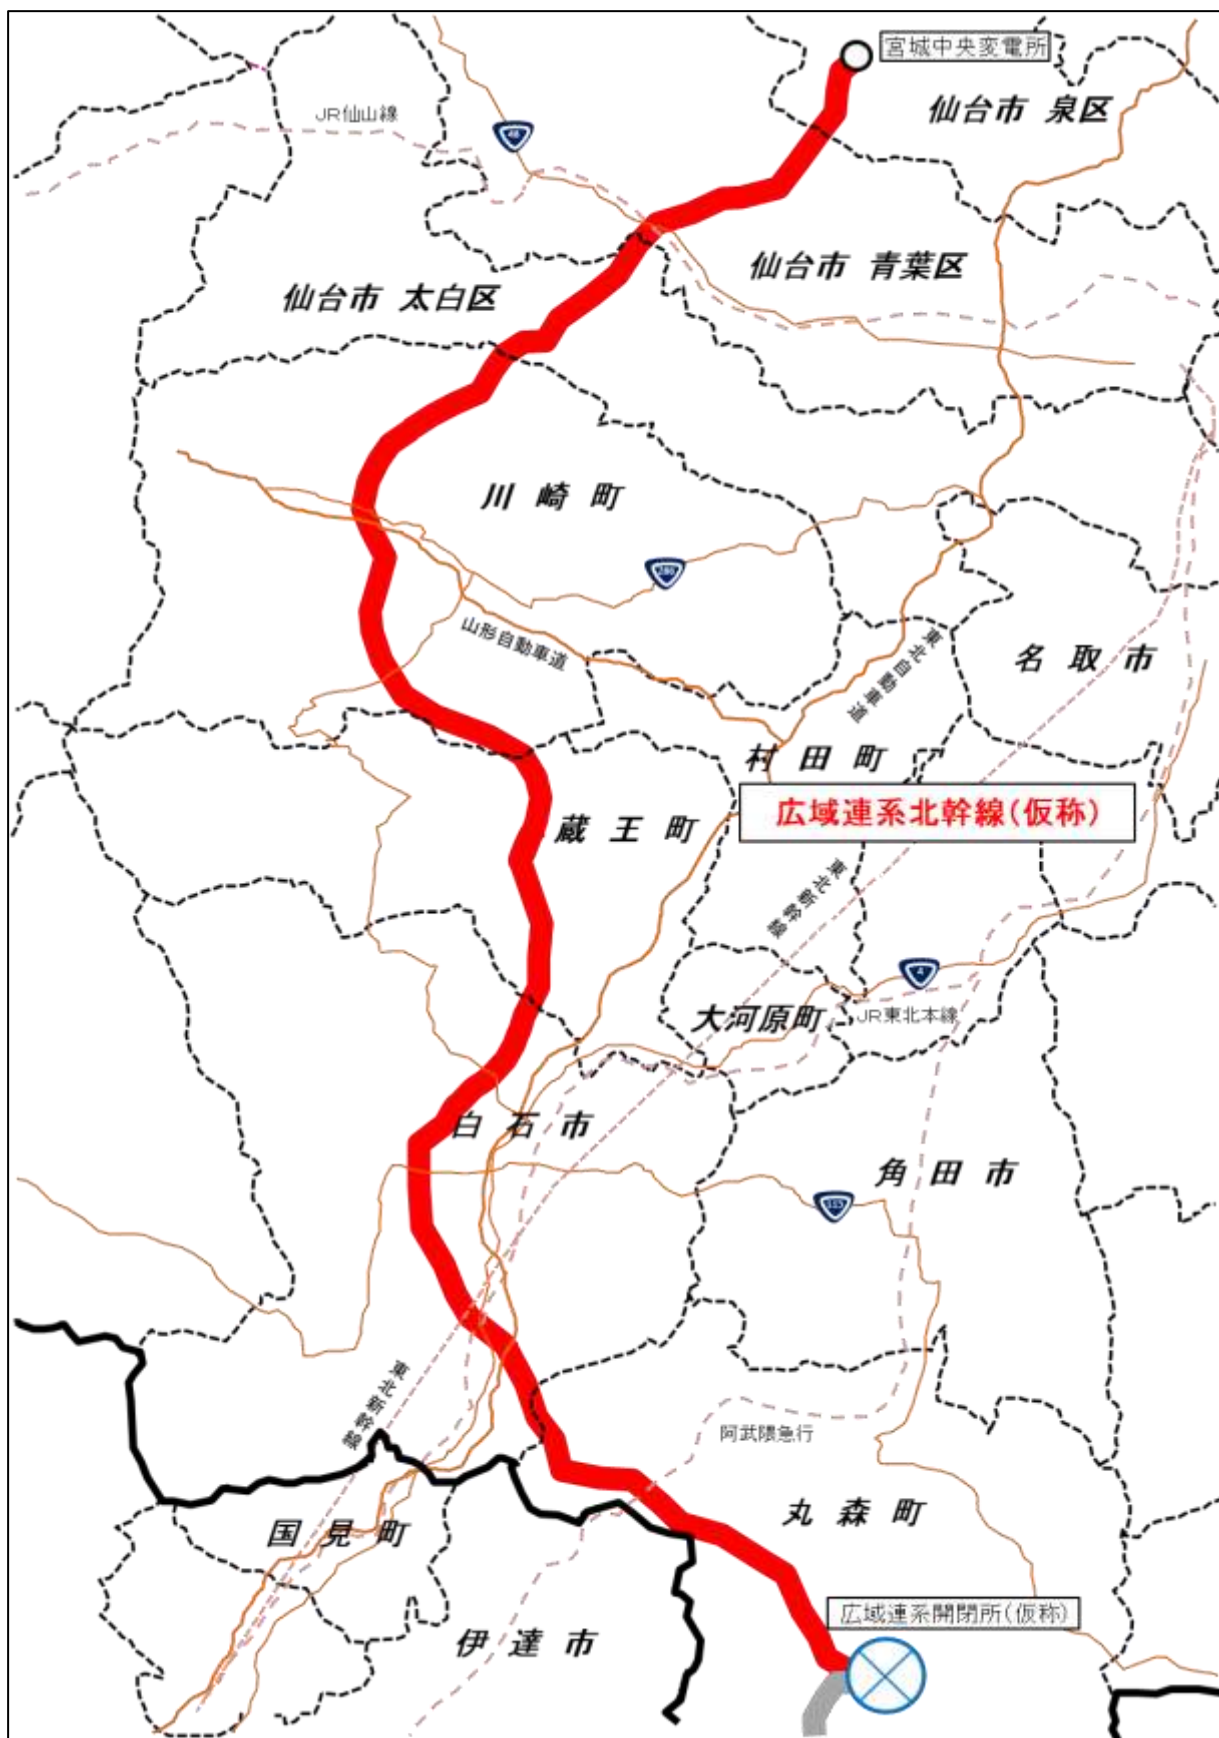 宮城中央変電所
仙台市 泉区
JR仙山線
48
仙台市 青葉区
仙台市 太白区
川崎町
286
山形自動車道
東北自動車道
名取市
村田町
広域連系北幹線(仮称)
蔵王町
東北新幹線
4
大河原町
JR東北本線
白石市
角田市
113
東北新幹線
阿武隈急行
丸森町
国見町
広域連系開閉所(仮称)
伊達市